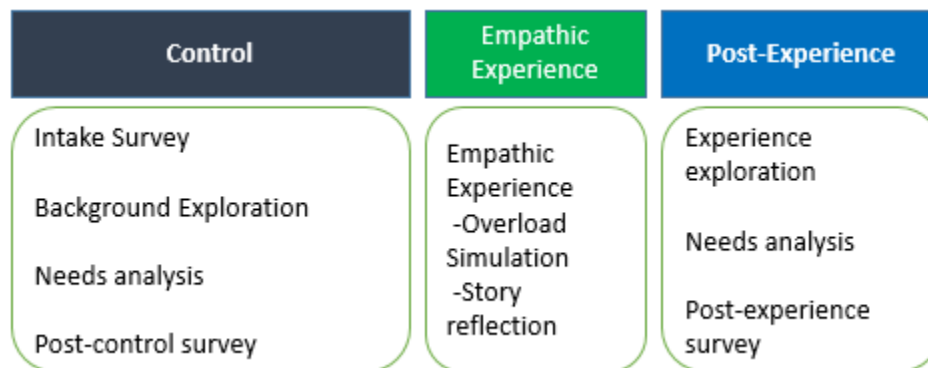 Control
Empathic
Experience
Post-Experience
Intake Survey
Background Exploration
Needs analysis
Post-control survey
Empathic
Experience
-Overload
Simulation
-Story
reflection
Experience
exploration
Needs analysis
Post-experience
survey